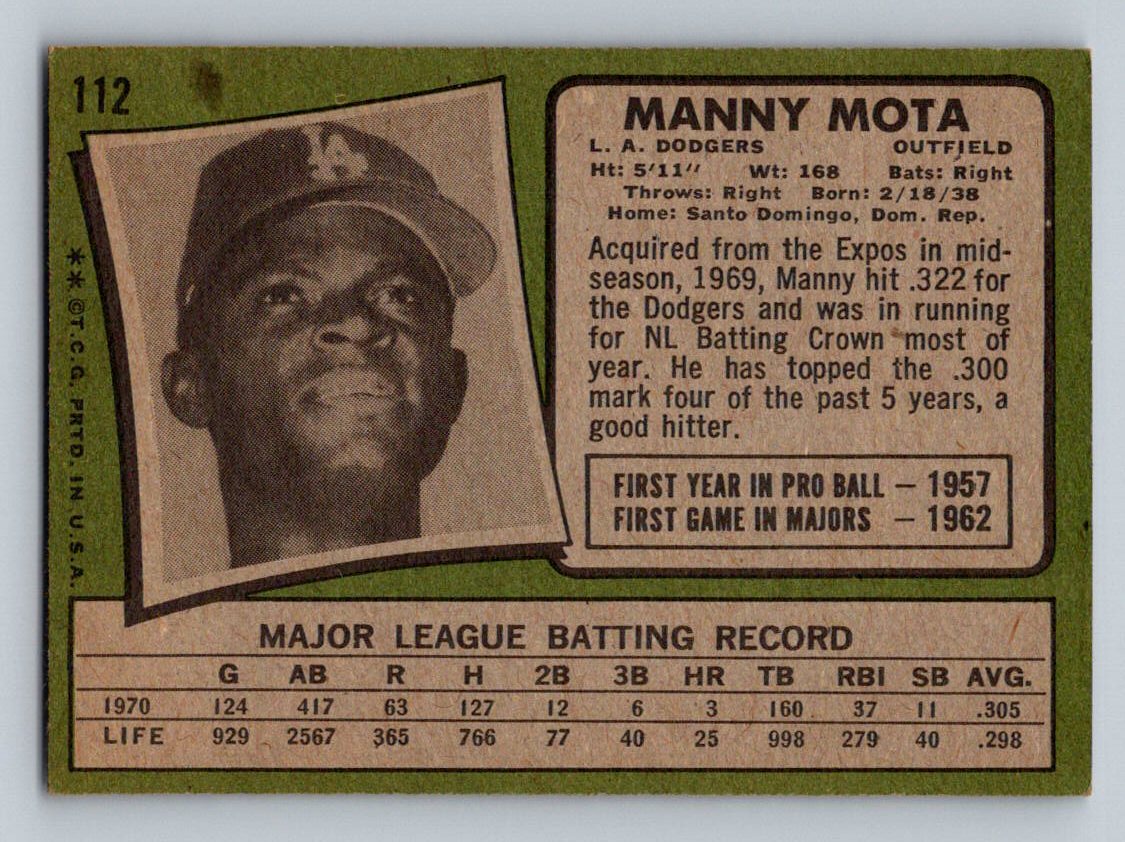 112
LA
**©T.C.G. PRTD. IN U.S.A.
MANNY MOTA
L. A. DODGERS OUTFIELD
Ht: 5'11" Wt: 168 Bats: Right
Throws: Right Born: 2/18/38
Home: Santo Domingo, Dom. Rep.
Acquired from the Expos in mid-
season, 1969, Manny hit .322 for
the Dodgers and was in running
for NL Batting Crown most of
year. He has topped the .300
mark four of the past 5 years, a
good hitter.
FIRST YEAR IN PRO BALL — 1957
FIRST GAME IN MAJORS — 1962
MAJOR LEAGUE BATTING RECORD
G AB R H 2B 3B HR TB RBI SB AVG.
1970 124 417 63 127 12 6 3 160 37 11 .305
LIFE 929 2567 365 766 77 40 25 998 279 40 .298